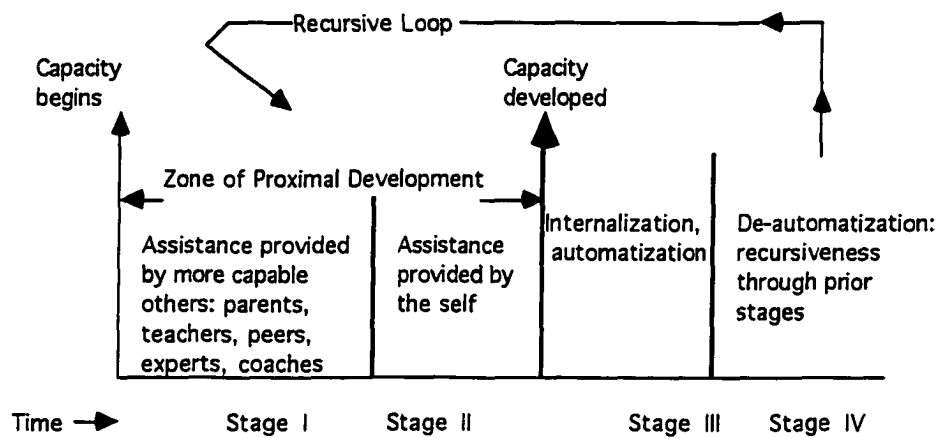 Recursive Loop
Capacity
begins
Capacity
developed
Zone of Proximal Development
Assistance provided
by more capable
others: parents,
teachers, peers,
experts, coaches
Assistance
provided by
the self
Internalization,
automatization
De-automatization:
recursiveness
through prior
stages
Time
Stage I
Stage II
Stage III
Stage IV